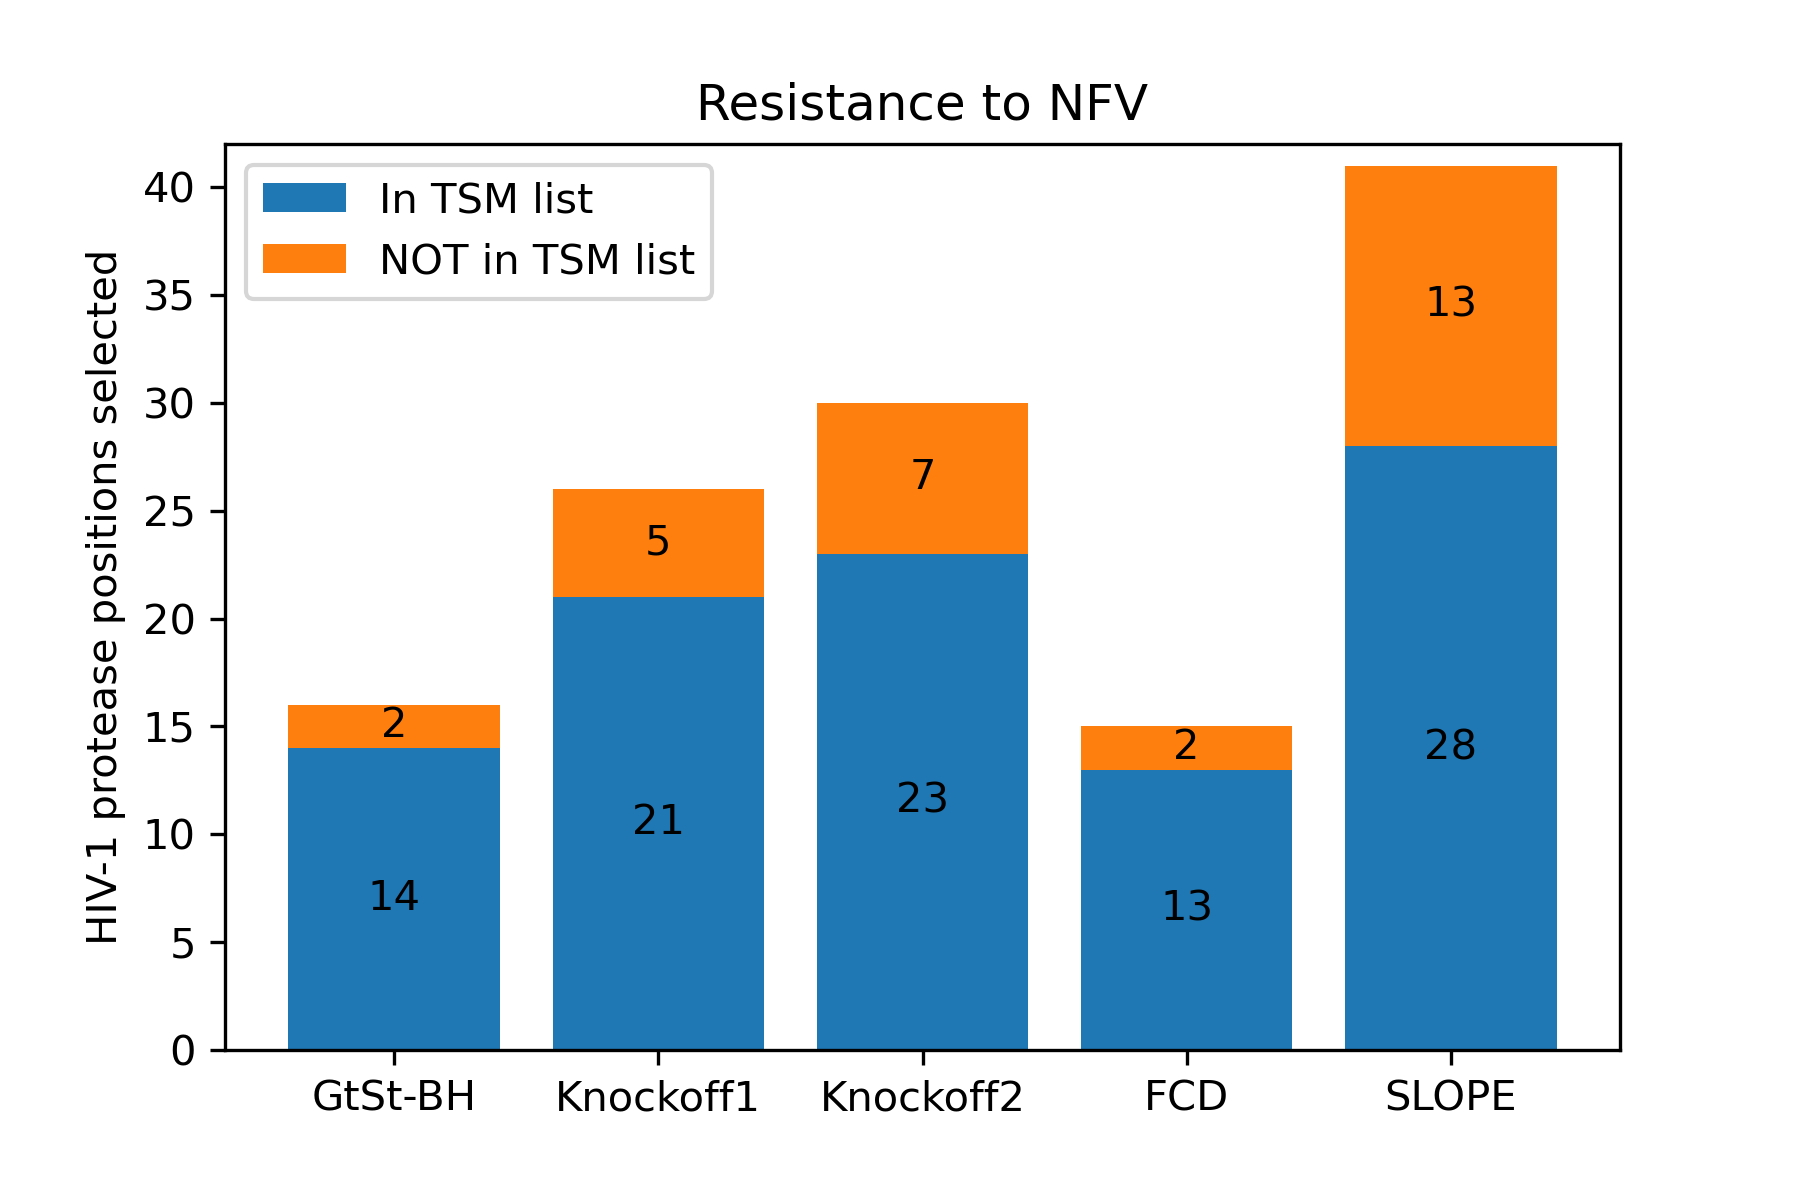 Resistance to NFV
In TSM list
NOT in TSM list
HIV-1 protease positions selected
40
35
30
25
20
15
10
5
0
2
14
5
21
7
23
2
13
13
28
GtSt-BH
Knockoff1
Knockoff2
FCD
SLOPE